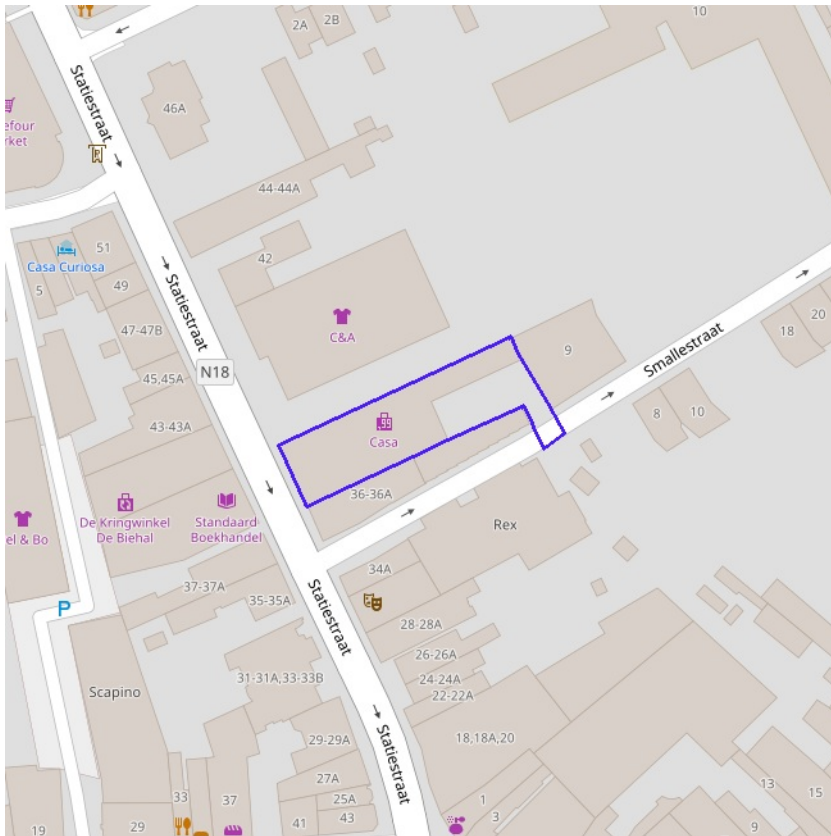 10
2A
2B
Statiestraat
46A
efour
rket
44-44A
51
42
Casa Curiosa
5
49
C&A
20
18
47-47B
Statiestraat
Smallestraat
9
N18
45,45A
8
10
43-43A
Casa
36-36A
De Kringwinkel
De Biehal
Standaard
Boekhandel
Rex
el & Bo
34A
37-37A
P
35-35A
Statiestraat
28-28A
26-26A
24-24A
22-22A
31-31A,33-33B
Scapino
29-29A
18,18A,20
Statiestraat
27A
13
15
33
37
25A
1
19
29
41
43
3
9